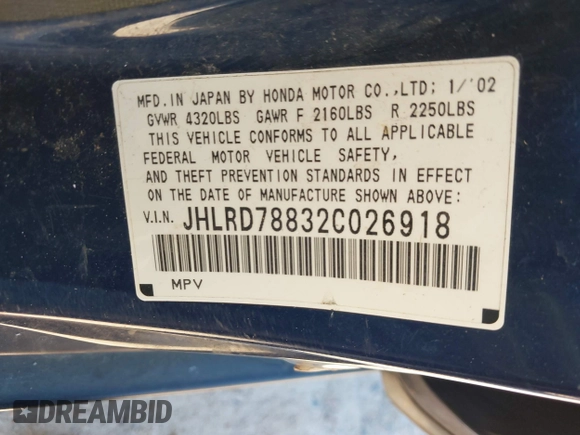 MFD.IN JAPAN BY HONDA MOTOR CO.,LTD; 1/'02
GVWR 4320LBS GAWR F 2160LBS R 2250LBS
THIS VEHICLE CONFORMS TO ALL APPLICABLE
FEDERAL MOTOR VEHICLE SAFETY,
AND THEFT PREVENTION STANDARDS IN EFFECT
ON THE DATE OF MANUFACTURE SHOWN ABOVE:
V.I.N. JHLRD78832C026918
MPV
DREAMBID